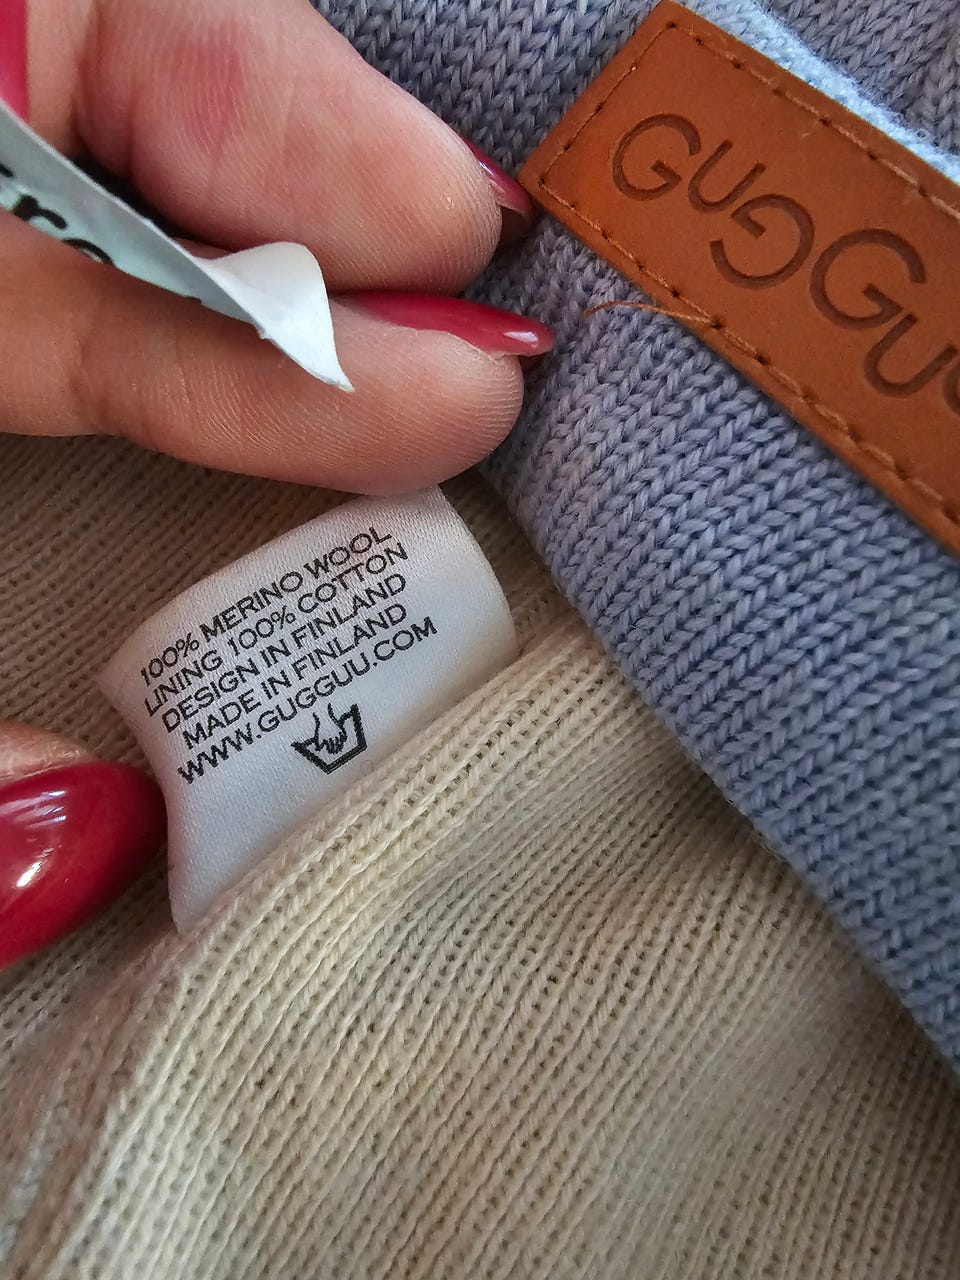 GUGGU
100% MERINO WOOL
LINING 100% COTTON
DESIGN IN FINLAND
MADE IN FINLAND
WWW.GUGGUU.COM